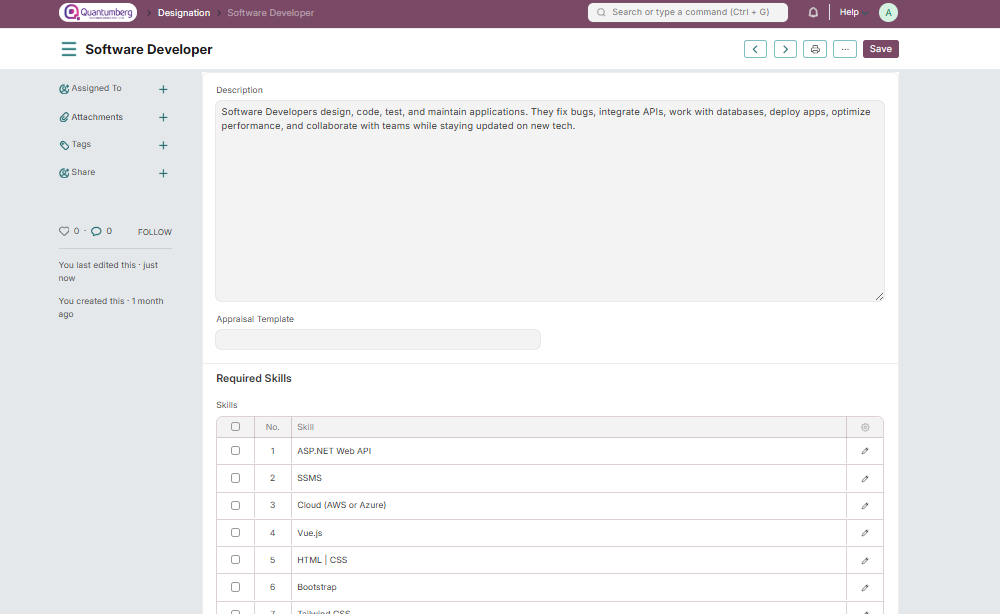 Quantumberg
Designation
Software Developer
Search or type a command (Ctrl + G)
Help
A
Software Developer
Save
Assigned To
Attachments
Tags
Share
0 · 0
FOLLOW
You last edited this · just
now
You created this · 1 month
ago
Description
Software Developers design, code, test, and maintain applications. They fix bugs, integrate APIs, work with databases, deploy apps, optimize
performance, and collaborate with teams while staying updated on new tech.
Appraisal Template
Required Skills
Skills
No. Skill
1 ASP.NET Web API
2 SSMS
3 Cloud (AWS or Azure)
4 Vue.js
5 HTML | CSS
6 Bootstrap
7 Tailwind CSS